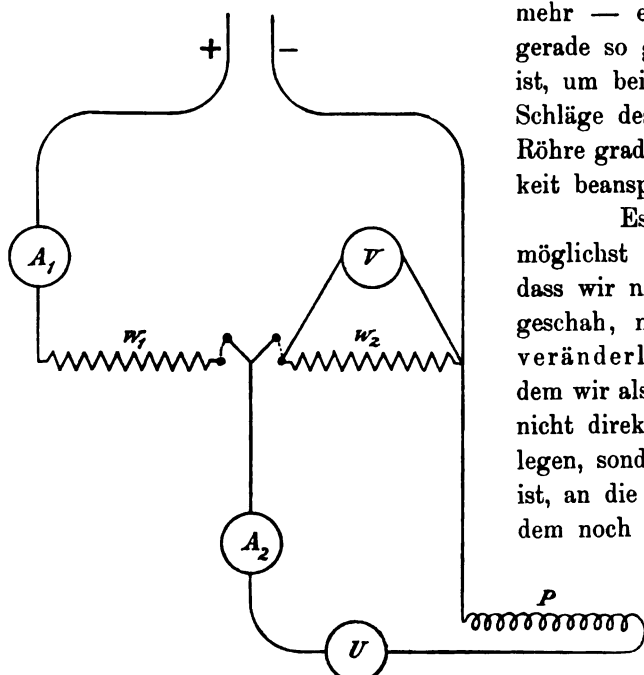 mehr — e
gerade so g
ist, um bei
Schläge des
Röhre grad
keit beansp
Es
möglichst
dass wir n
geschah, n
veränderl
dem wir als
nicht direk
legen, sond
ist, an die
dem noch
+ −
A₁
V
W₁
W₂
A₂
P
U